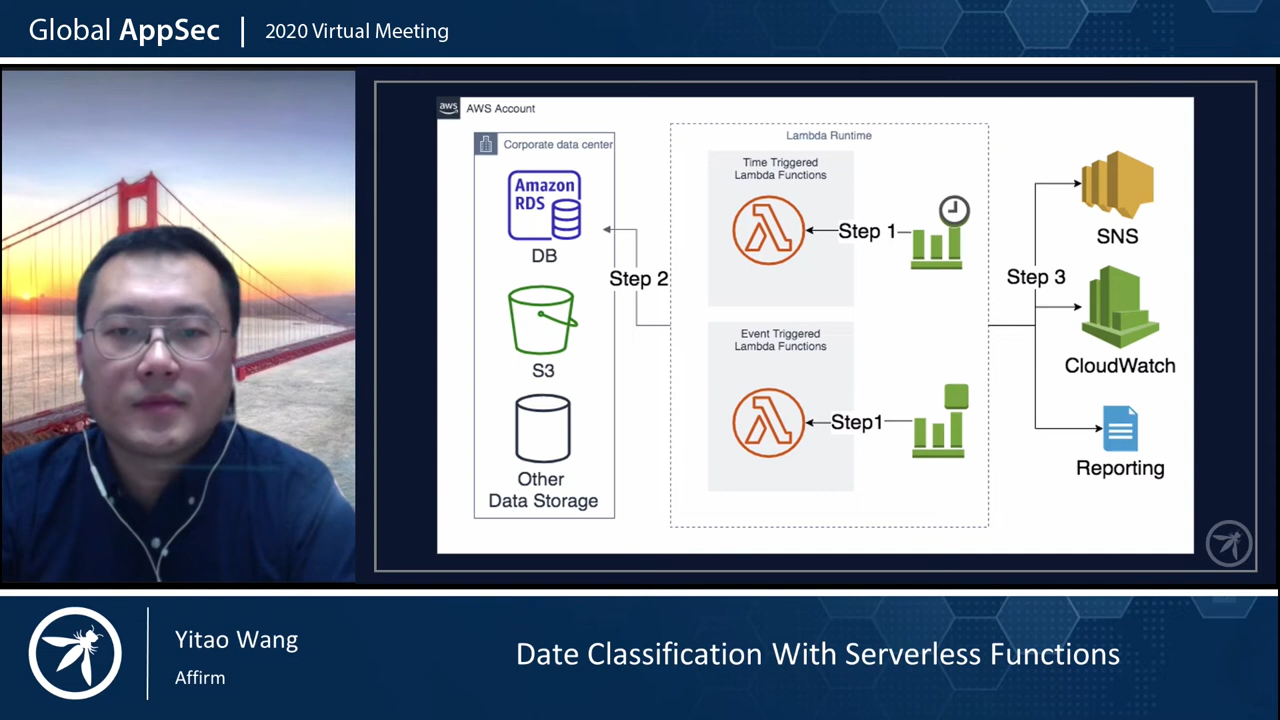 Global AppSec
2020 Virtual Meeting
aws
AWS Account
Corporate data center
Amazon
RDS
DB
S3
Other
Data Storage
Step 2
Lambda Runtime
Time Triggered
Lambda Functions
Step 1
Event Triggered
Lambda Functions
Step1
Step 3
SNS
CloudWatch
Reporting
Yitao Wang
Affirm
Date Classification With Serverless Functions